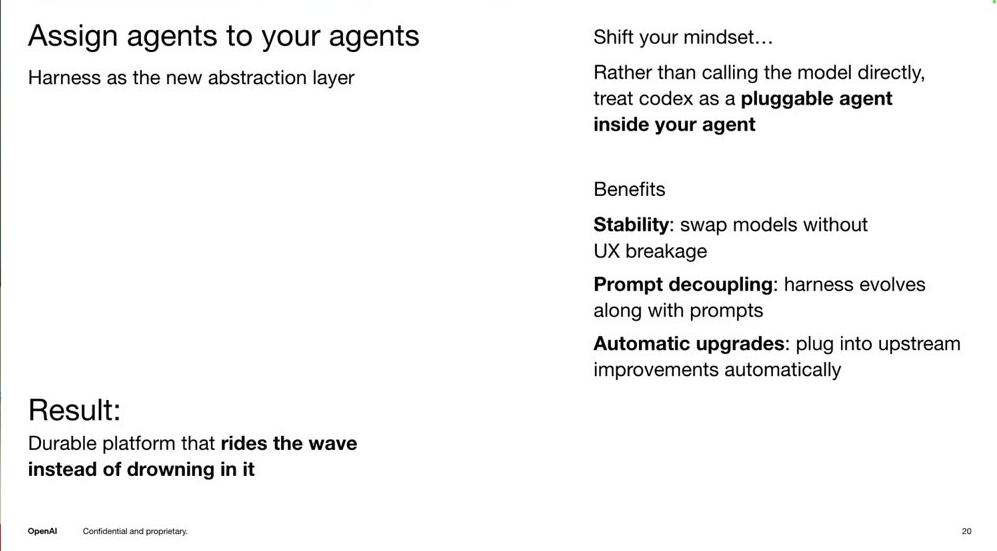 Assign agents to your agents
Harness as the new abstraction layer
Shift your mindset…
Rather than calling the model directly,
treat codex as a pluggable agent
inside your agent
Benefits
Stability: swap models without
UX breakage
Prompt decoupling: harness evolves
along with prompts
Automatic upgrades: plug into upstream
improvements automatically
Result:
Durable platform that rides the wave
instead of drowning in it
OpenAI Confidential and proprietary. 20